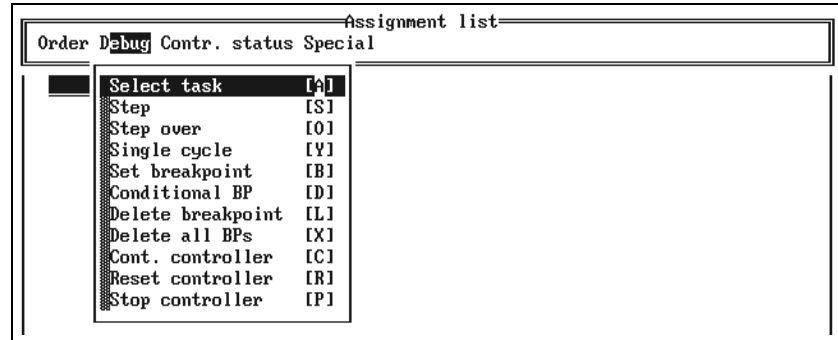 Assignment list
Order Debug Contr. status Special
Select task [A]
Step [S]
Step over [O]
Single cycle [Y]
Set breakpoint [B]
Conditional BP [D]
Delete breakpoint [L]
Delete all BPs [X]
Cont. controller [C]
Reset controller [R]
Stop controller [P]